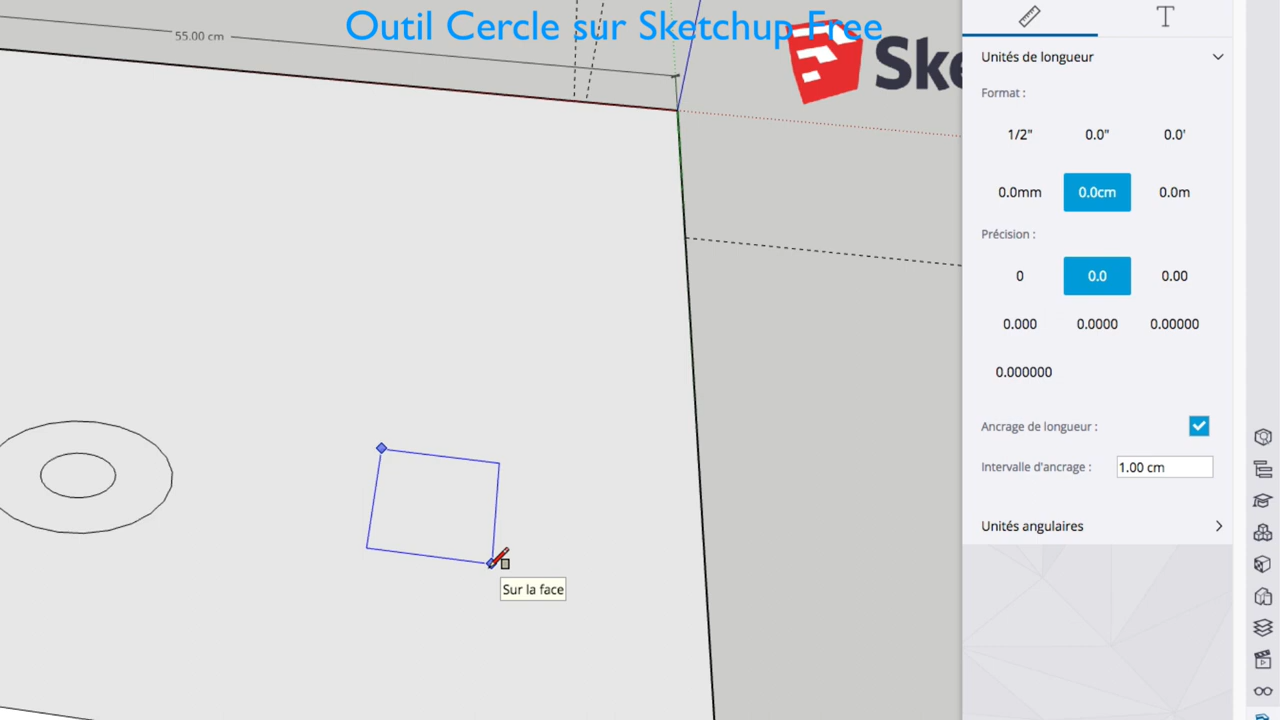 Outil Cercle sur Sketchup Free
55.00 cm
Ske
Unités de longueur
Format :
1/2" 0.0" 0.0'
0.0mm 0.0cm 0.0m
Précision :
0 0.0 0.00
0.000 0.0000 0.00000
0.000000
Ancrage de longueur :
Intervalle d'ancrage : 1.00 cm
Unités angulaires
Sur la face